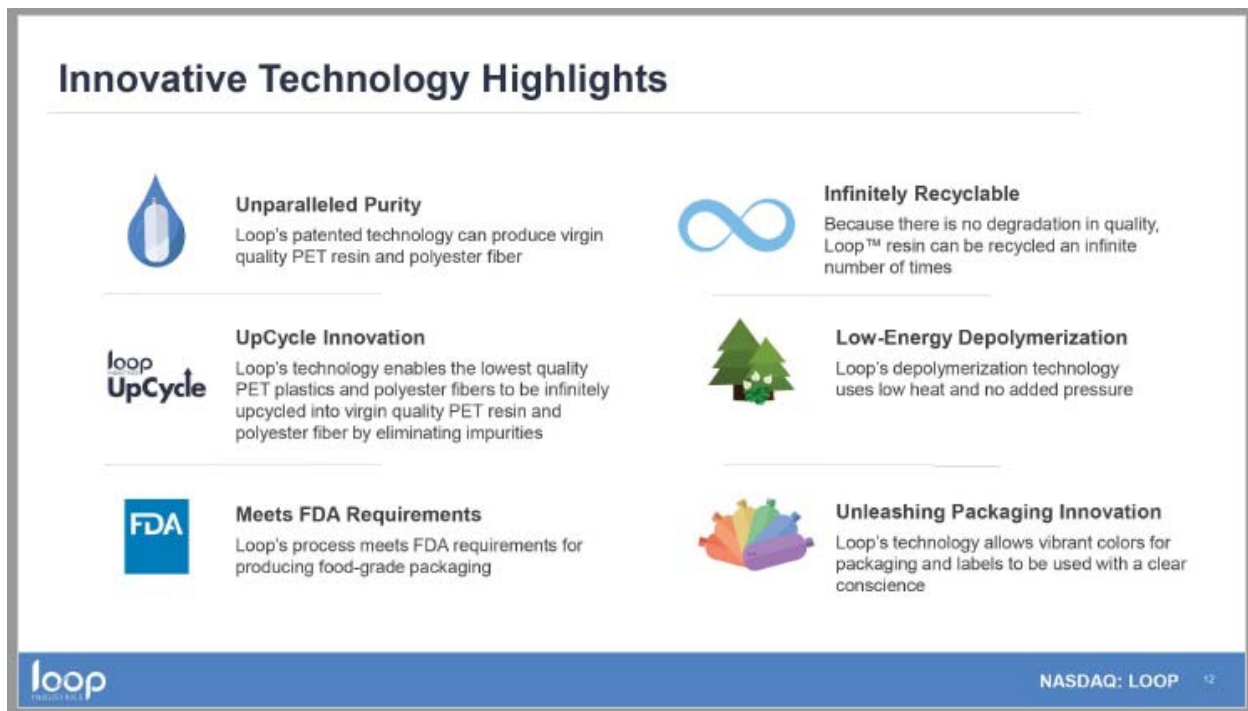 Innovative Technology Highlights
Unparalleled Purity
Loop's patented technology can produce virgin
quality PET resin and polyester fiber
Infinitely Recyclable
Because there is no degradation in quality,
Loop™ resin can be recycled an infinite
number of times
loop
INDUSTRIES
UpCycle
UpCycle Innovation
Loop's technology enables the lowest quality
PET plastics and polyester fibers to be infinitely
upcycled into virgin quality PET resin and
polyester fiber by eliminating impurities
Low-Energy Depolymerization
Loop's depolymerization technology
uses low heat and no added pressure
FDA
Meets FDA Requirements
Loop's process meets FDA requirements for
producing food-grade packaging
Unleashing Packaging Innovation
Loop's technology allows vibrant colors for
packaging and labels to be used with a clear
conscience
loop
INDUSTRIES
NASDAQ: LOOP 12